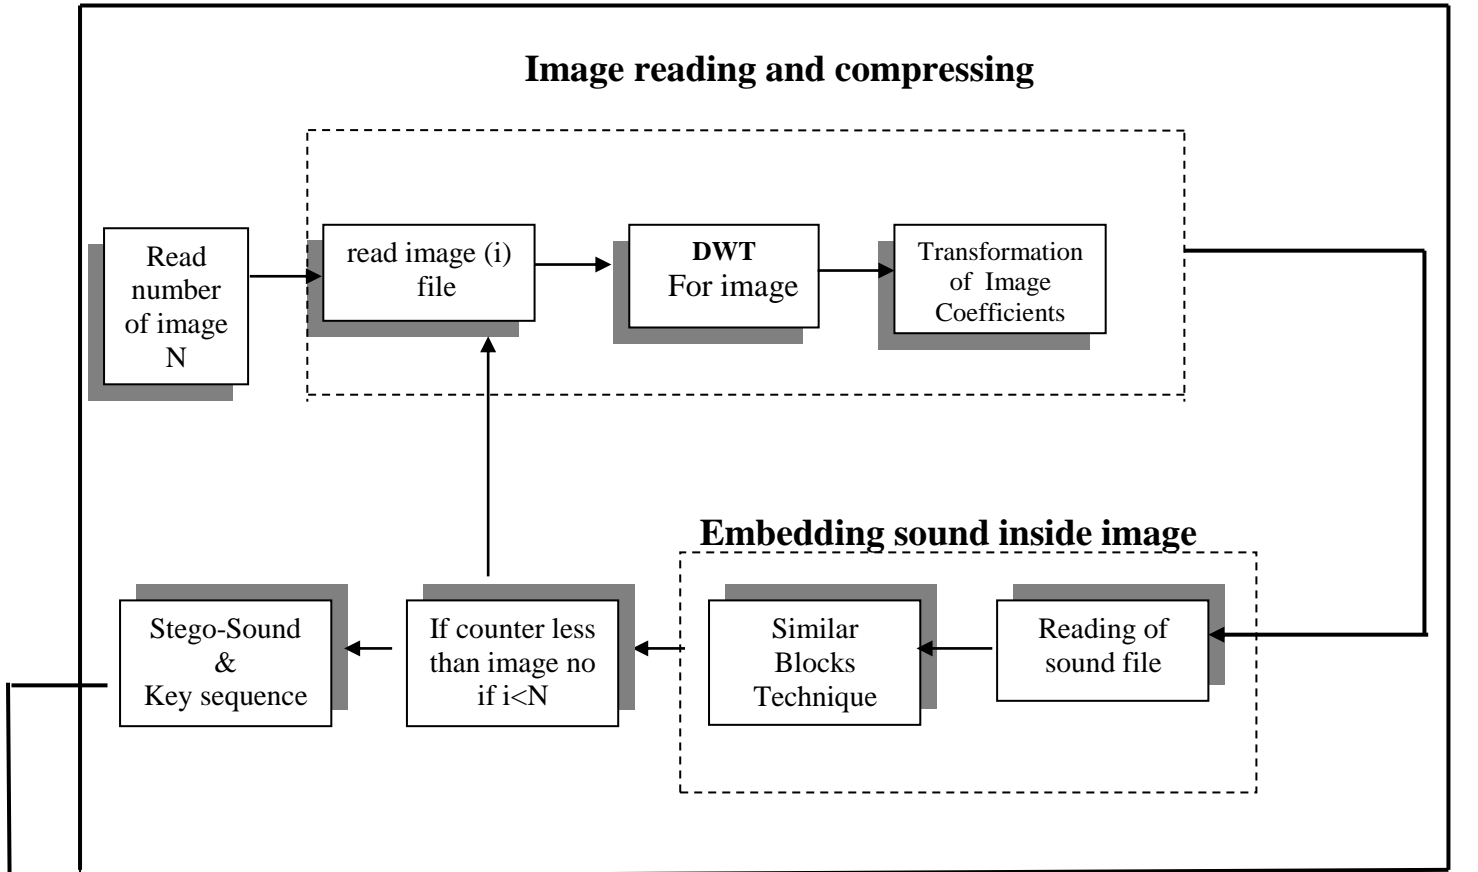 Image reading and compressing
Read
number
of image
N
read image (i)
file
DWT
For image
Transformation
of Image
Coefficients
Embedding sound inside image
Stego-Sound
&
Key sequence
If counter less
than image no
if i<N
Similar
Blocks
Technique
Reading of
sound file